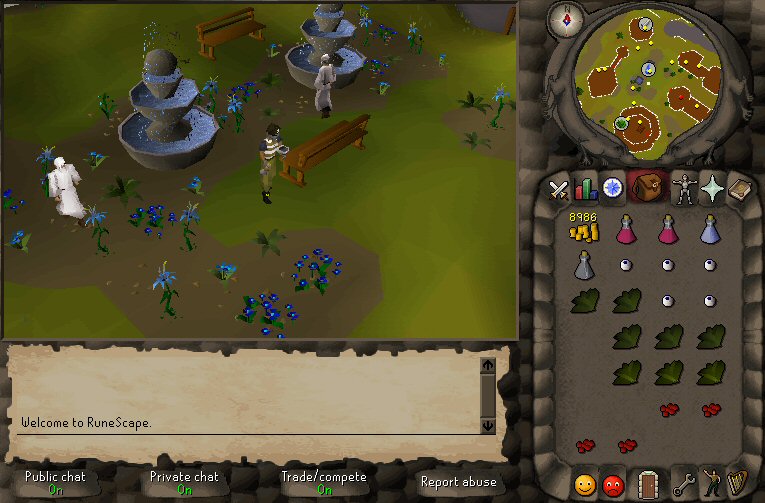 N
8986
Welcome to RuneScape.
Public chat
On
Private chat
On
Trade/compete
On
Report abuse